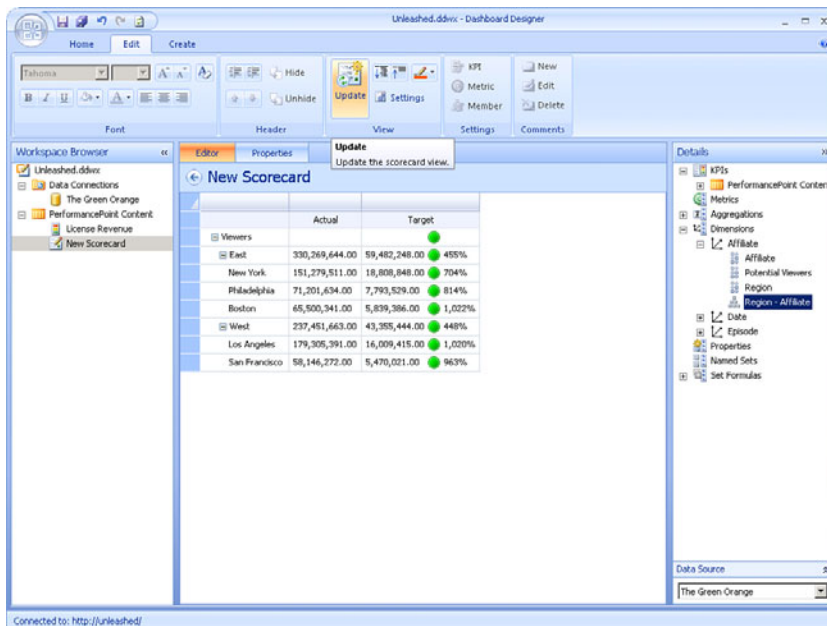 Unleashed.ddwx - Dashboard Designer
Home Edit Create
Tahoma
Hide
Unhide
Update
Settings
KPI
Metric
Member
New
Edit
Delete
Font Header View Settings Comments
Update
Update the scorecard view.
Workspace Browser
Unleashed.ddwx
Data Connections
The Green Orange
PerformancePoint Content
License Revenue
New Scorecard
Editor Properties
New Scorecard
Actual Target
Viewers
East 330,269,644.00 59,482,248.00 455%
New York 151,279,511.00 18,808,848.00 704%
Philadelphia 71,201,634.00 7,793,529.00 814%
Boston 65,500,341.00 5,839,386.00 1,022%
West 237,451,663.00 43,355,444.00 448%
Los Angeles 179,305,391.00 16,009,415.00 1,020%
San Francisco 58,146,272.00 5,470,021.00 963%
Details
KPIs
PerformancePoint Conten
Metrics
Aggregations
Dimensions
Affiliate
Affiliate
Potential Viewers
Region
Region - Affiliate
Date
Episode
Properties
Named Sets
Set Formulas
Data Source
The Green Orange
Connected to: http://unleashed/